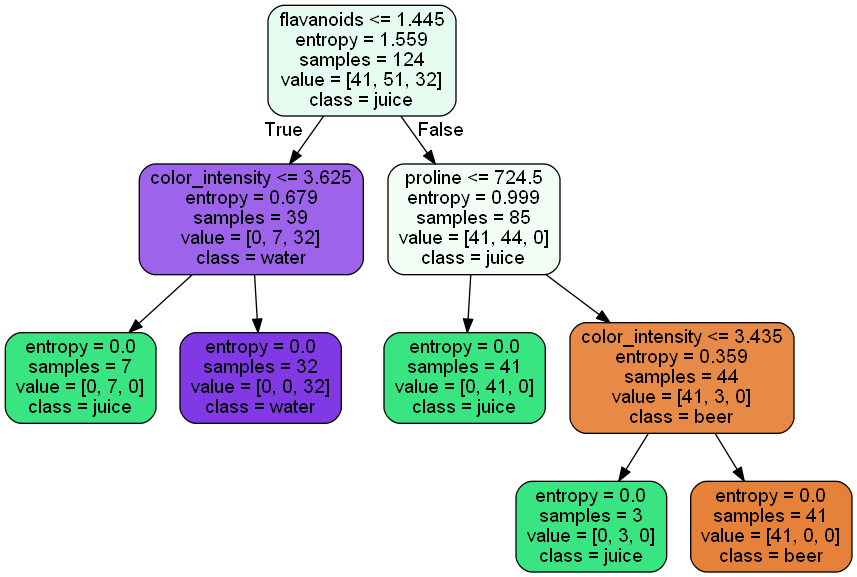 flavanoids <= 1.445
entropy = 1.559
samples = 124
value = [41, 51, 32]
class = juice
True
False
color_intensity <= 3.625
entropy = 0.679
samples = 39
value = [0, 7, 32]
class = water
proline <= 724.5
entropy = 0.999
samples = 85
value = [41, 44, 0]
class = juice
entropy = 0.0
samples = 7
value = [0, 7, 0]
class = juice
entropy = 0.0
samples = 32
value = [0, 0, 32]
class = water
entropy = 0.0
samples = 41
value = [0, 41, 0]
class = juice
color_intensity <= 3.435
entropy = 0.359
samples = 44
value = [41, 3, 0]
class = beer
entropy = 0.0
samples = 3
value = [0, 3, 0]
class = juice
entropy = 0.0
samples = 41
value = [41, 0, 0]
class = beer